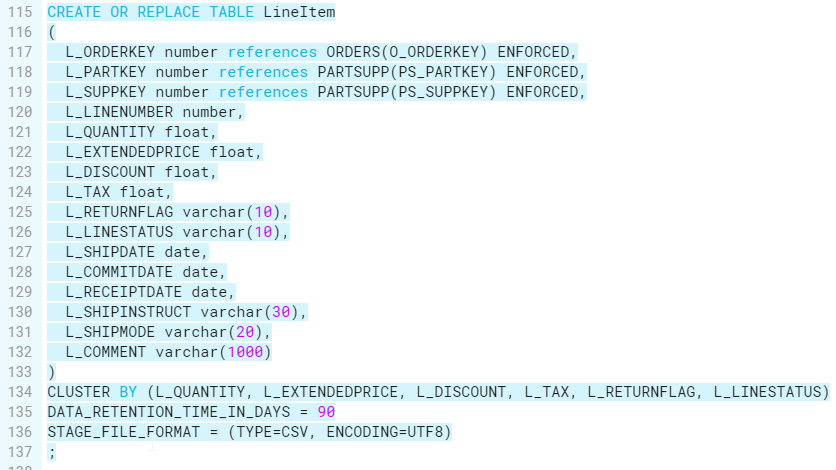 115 CREATE OR REPLACE TABLE LineItem
116 (
117   L_ORDERKEY number references ORDERS(O_ORDERKEY) ENFORCED,
118   L_PARTKEY number references PARTSUPP(PS_PARTKEY) ENFORCED,
119   L_SUPPKEY number references PARTSUPP(PS_SUPPKEY) ENFORCED,
120   L_LINENUMBER number,
121   L_QUANTITY float,
122   L_EXTENDEDPRICE float,
123   L_DISCOUNT float,
124   L_TAX float,
125   L_RETURNFLAG varchar(10),
126   L_LINESTATUS varchar(10),
127   L_SHIPDATE date,
128   L_COMMITDATE date,
129   L_RECEIPTDATE date,
130   L_SHIPINSTRUCT varchar(30),
131   L_SHIPMODE varchar(20),
132   L_COMMENT varchar(1000)
133 )
134 CLUSTER BY (L_QUANTITY, L_EXTENDEDPRICE, L_DISCOUNT, L_TAX, L_RETURNFLAG, L_LINESTATUS)
135 DATA_RETENTION_TIME_IN_DAYS = 90
136 STAGE_FILE_FORMAT = (TYPE=CSV, ENCODING=UTF8)
137 ;